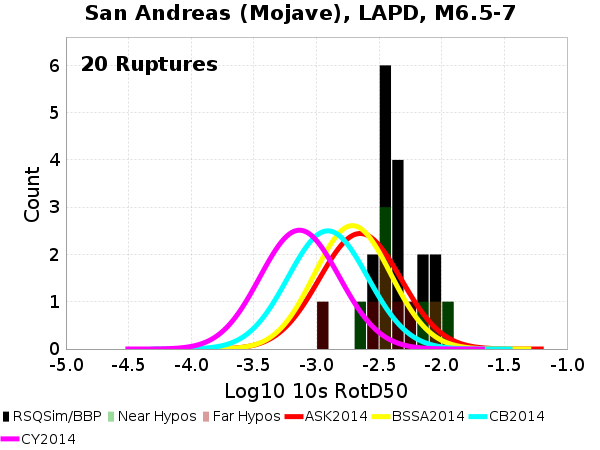 San Andreas (Mojave), LAPD, M6.5-7
20 Ruptures
Count
6
5
4
3
2
1
0
-5.0 -4.5 -4.0 -3.5 -3.0 -2.5 -2.0 -1.5 -1.0
Log10 10s RotD50
RSQSim/BBP Near Hypos Far Hypos ASK2014 BSSA2014 CB2014
CY2014